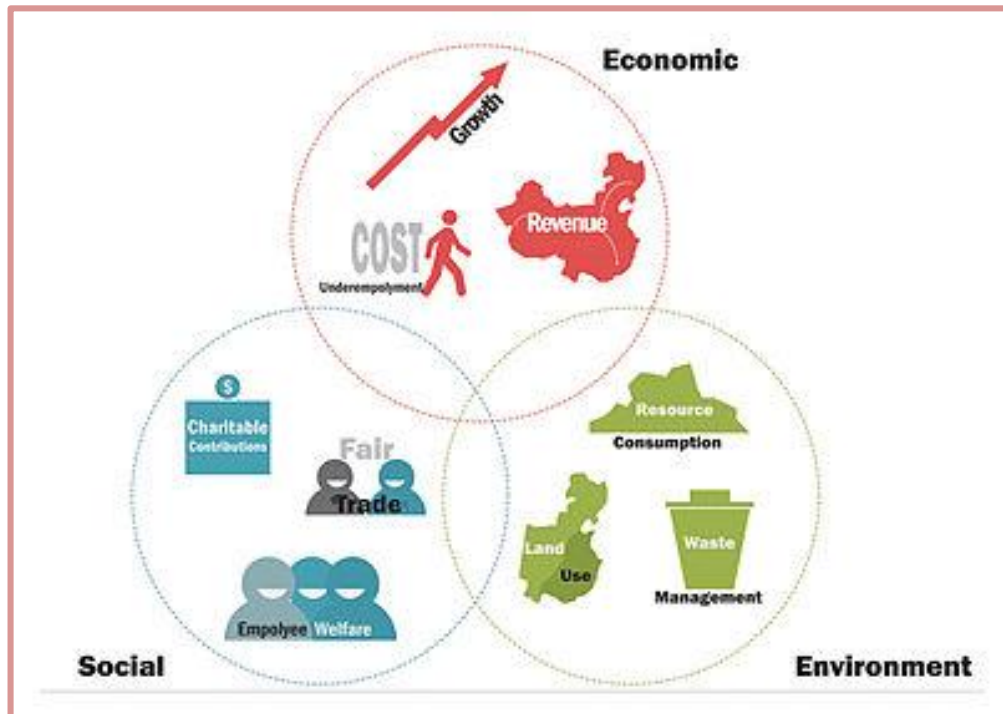 Economic
Growth
Revenue
COST
Underempolyment
$
Charitable
Contributions
Fair
Trade
Empolyee Welfare
Social
Resource
Consumption
Land
Use
Waste
Management
Environment